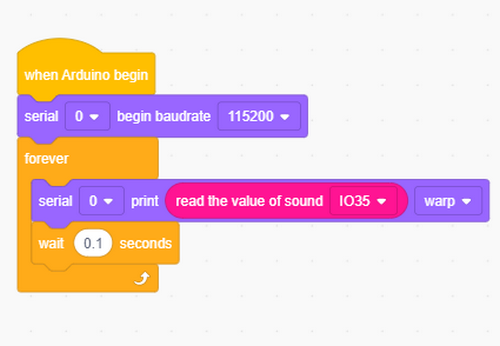 when Arduino begin
serial 0 begin baudrate 115200
forever
serial 0 print read the value of sound IO35 warp
wait 0.1 seconds